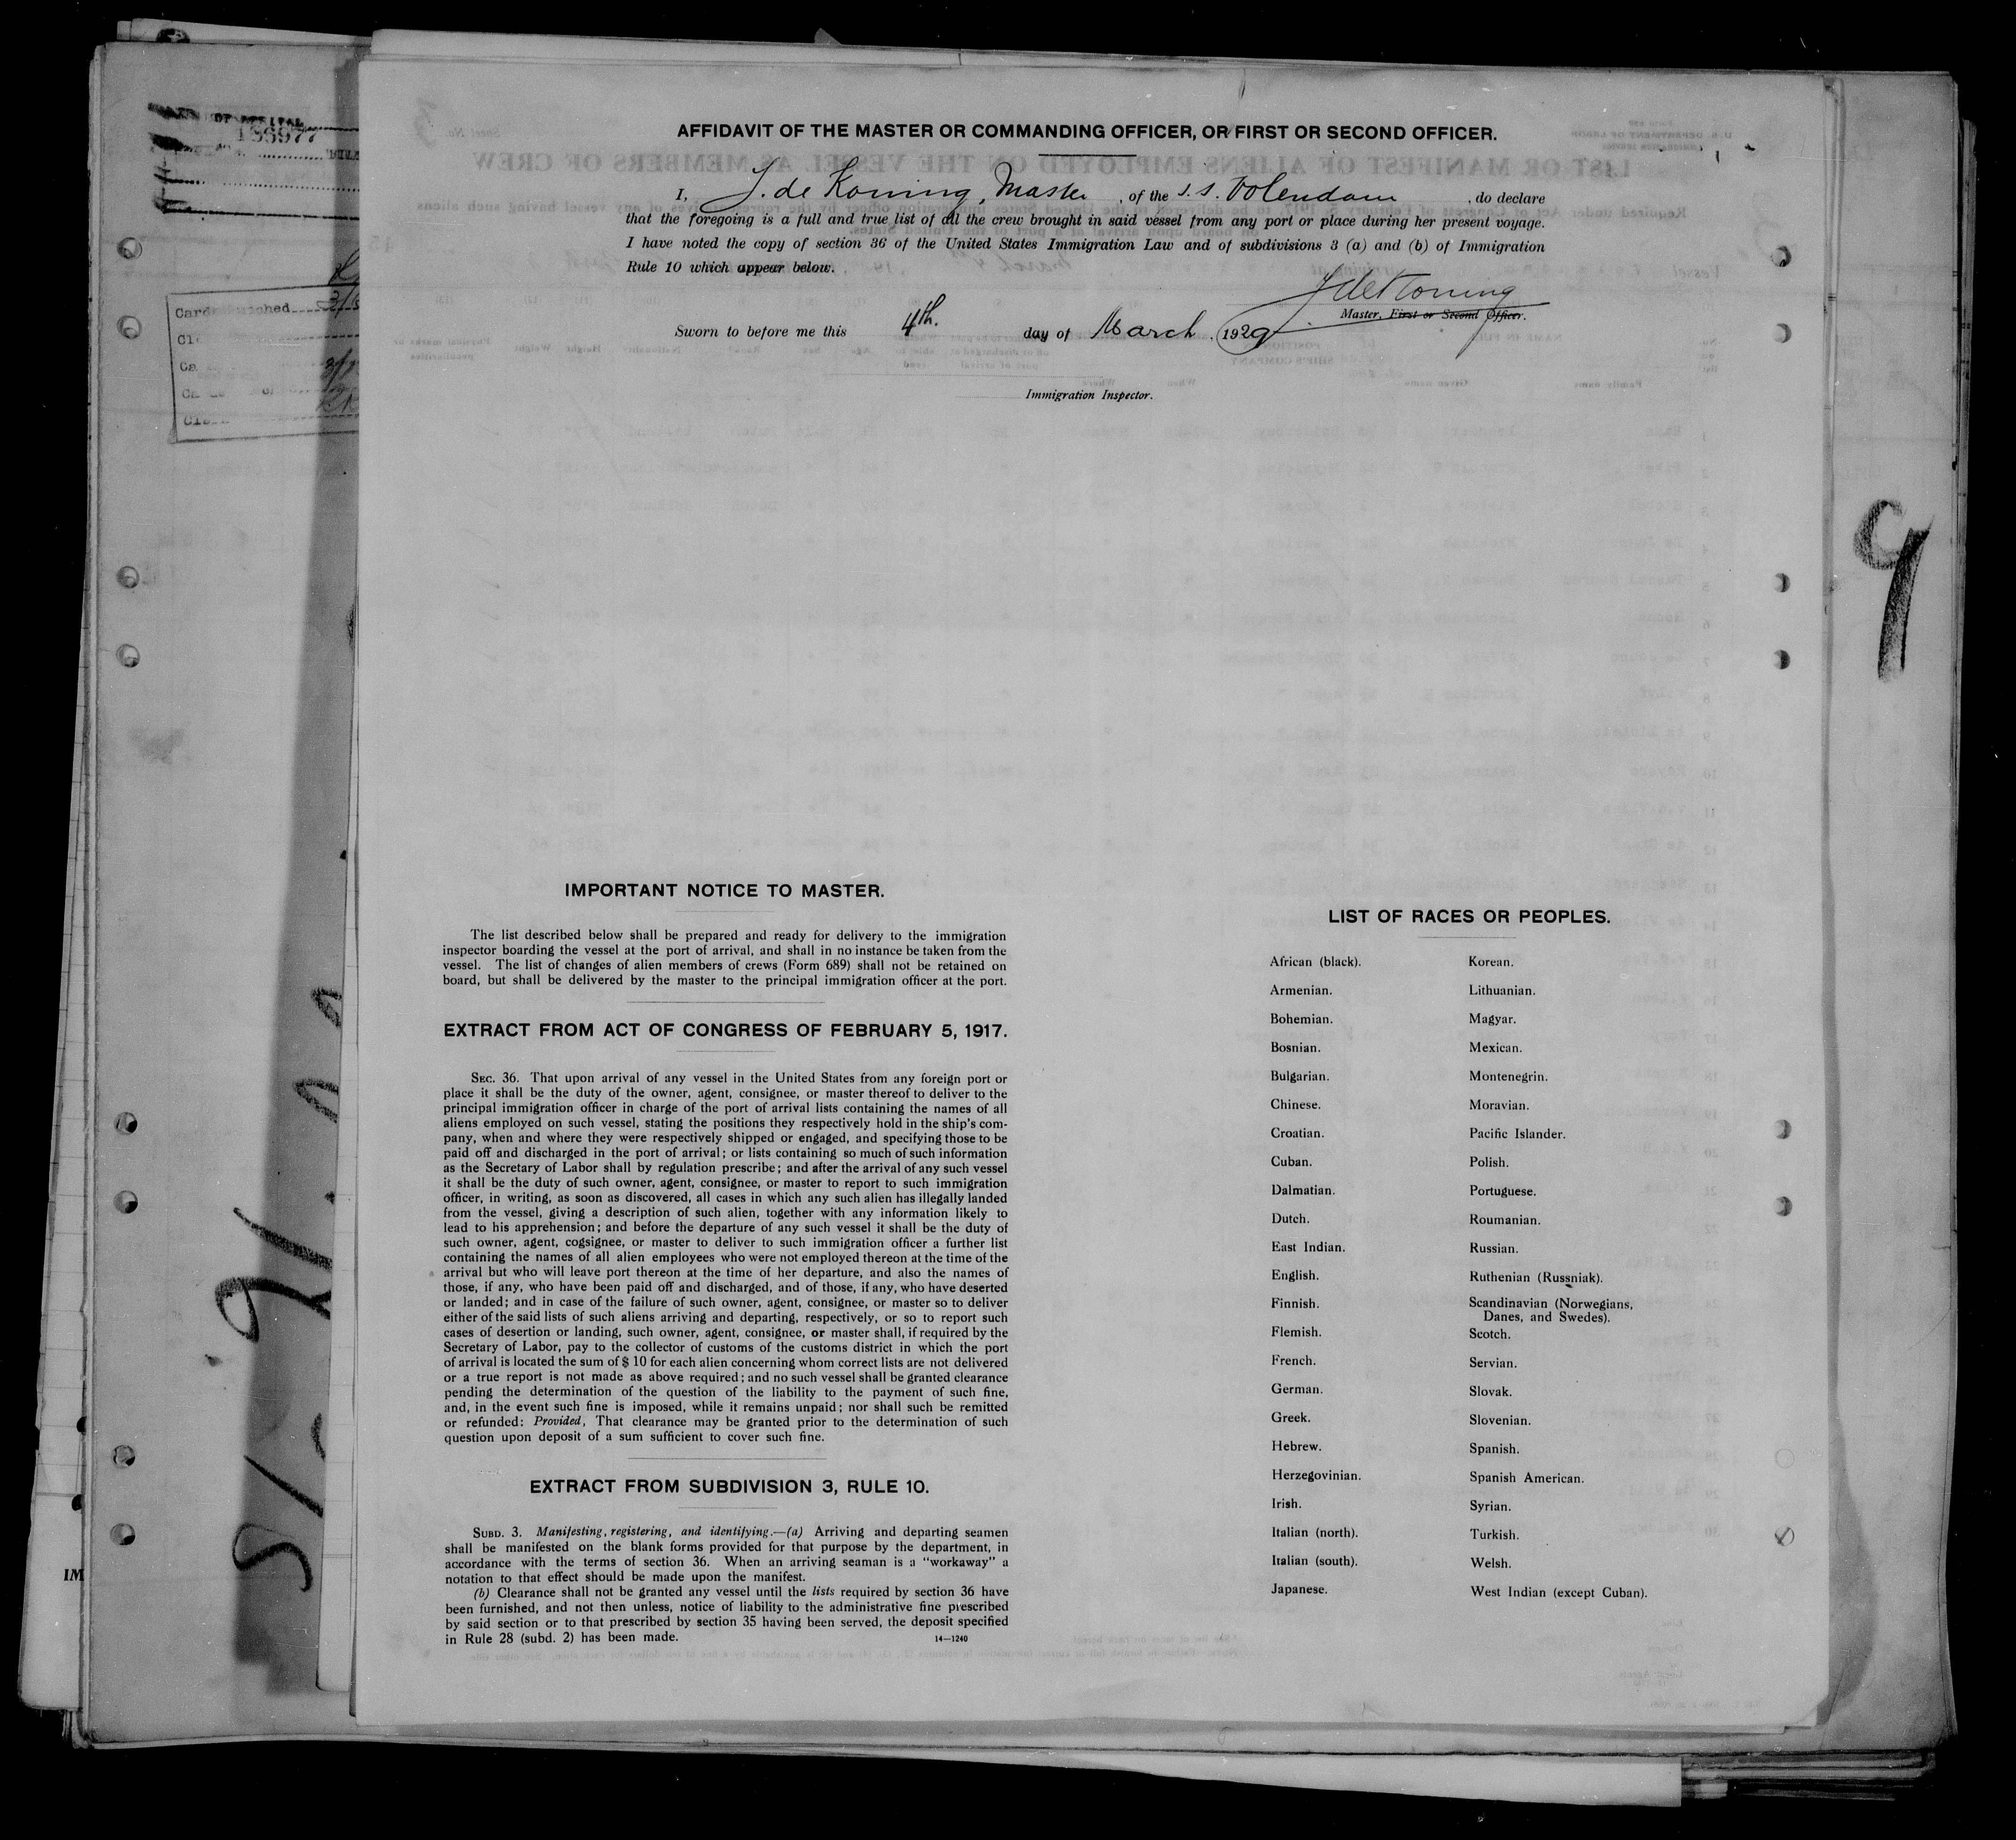 AFFIDAVIT OF THE MASTER OR COMMANDING OFFICER, OR FIRST OR SECOND OFFICER.
I, J. de Koning, Master, of the s.s. Volendam, do declare
that the foregoing is a full and true list of all the crew brought in said vessel from any port or place during her present voyage.
I have noted the copy of section 36 of the United States Immigration Law and of subdivisions 3 (a) and (b) of Immigration
Rule 10 which appear below.
J de Koning
Master, First or Second Officer.
Sworn to before me this 4th. day of March, 1929
Immigration Inspector.
9
IMPORTANT NOTICE TO MASTER.
The list described below shall be prepared and ready for delivery to the immigration
inspector boarding the vessel at the port of arrival, and shall in no instance be taken from the
vessel. The list of changes of alien members of crews (Form 689) shall not be retained on
board, but shall be delivered by the master to the principal immigration officer at the port.
EXTRACT FROM ACT OF CONGRESS OF FEBRUARY 5, 1917.
SEC. 36. That upon arrival of any vessel in the United States from any foreign port or
place it shall be the duty of the owner, agent, consignee, or master thereof to deliver to the
principal immigration officer in charge of the port of arrival lists containing the names of all
aliens employed on such vessel, stating the positions they respectively hold in the ship's com-
pany, when and where they were respectively shipped or engaged, and specifying those to be
paid off and discharged in the port of arrival; or lists containing so much of such information
as the Secretary of Labor shall by regulation prescribe; and after the arrival of any such vessel
it shall be the duty of such owner, agent, consignee, or master to report to such immigration
officer, in writing, as soon as discovered, all cases in which any such alien has illegally landed
from the vessel, giving a description of such alien, together with any information likely to
lead to his apprehension; and before the departure of any such vessel it shall be the duty of
such owner, agent, cogsignee, or master to deliver to such immigration officer a further list
containing the names of all alien employees who were not employed thereon at the time of the
arrival but who will leave port thereon at the time of her departure, and also the names of
those, if any, who have been paid off and discharged, and of those, if any, who have deserted
or landed; and in case of the failure of such owner, agent, consignee, or master so to deliver
either of the said lists of such aliens arriving and departing, respectively, or so to report such
cases of desertion or landing, such owner, agent, consignee, or master shall, if required by the
Secretary of Labor, pay to the collector of customs of the customs district in which the port
of arrival is located the sum of $ 10 for each alien concerning whom correct lists are not delivered
or a true report is not made as above required; and no such vessel shall be granted clearance
pending the determination of the question of the liability to the payment of such fine,
and, in the event such fine is imposed, while it remains unpaid; nor shall such be remitted
or refunded: Provided, That clearance may be granted prior to the determination of such
question upon deposit of a sum sufficient to cover such fine.
EXTRACT FROM SUBDIVISION 3, RULE 10.
SUBD. 3. Manifesting, registering, and identifying.—(a) Arriving and departing seamen
shall be manifested on the blank forms provided for that purpose by the department, in
accordance with the terms of section 36. When an arriving seaman is a "workaway" a
notation to that effect should be made upon the manifest.
(b) Clearance shall not be granted any vessel until the lists required by section 36 have
been furnished, and not then unless, notice of liability to the administrative fine prescribed
by said section or to that prescribed by section 35 having been served, the deposit specified
in Rule 28 (subd. 2) has been made.
14—1240
LIST OF RACES OR PEOPLES.
African (black).
Armenian.
Bohemian.
Bosnian.
Bulgarian.
Chinese.
Croatian.
Cuban.
Dalmatian.
Dutch.
East Indian.
English.
Finnish.
Flemish.
French.
German.
Greek.
Hebrew.
Herzegovinian.
Irish.
Italian (north).
Italian (south).
Japanese.
Korean.
Lithuanian.
Magyar.
Mexican.
Montenegrin.
Moravian.
Pacific Islander.
Polish.
Portuguese.
Roumanian.
Russian.
Ruthenian (Russniak).
Scandinavian (Norwegians,
Danes, and Swedes).
Scotch.
Servian.
Slovak.
Slovenian.
Spanish.
Spanish American.
Syrian.
Turkish.
Welsh.
West Indian (except Cuban).